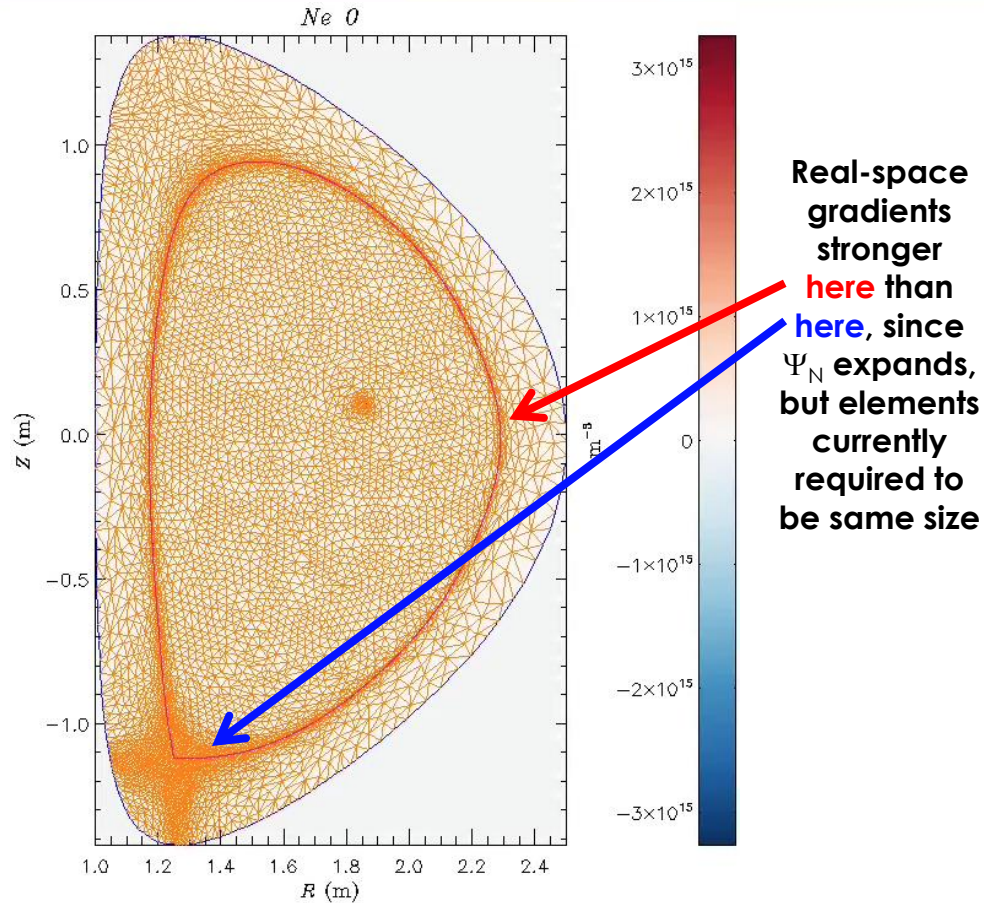 Ne 0
1.0
0.5
0.0
−0.5
−1.0
Z (m)
1.0
1.2
1.4
1.6
1.8
2.0
2.2
2.4
R (m)
3×10¹⁵
2×10¹⁵
1×10¹⁵
0
−1×10¹⁵
−2×10¹⁵
−3×10¹⁵
m⁻³
Real-space
gradients
stronger
here than
here, since
Ψ_N expands,
but elements
currently
required to
be same size